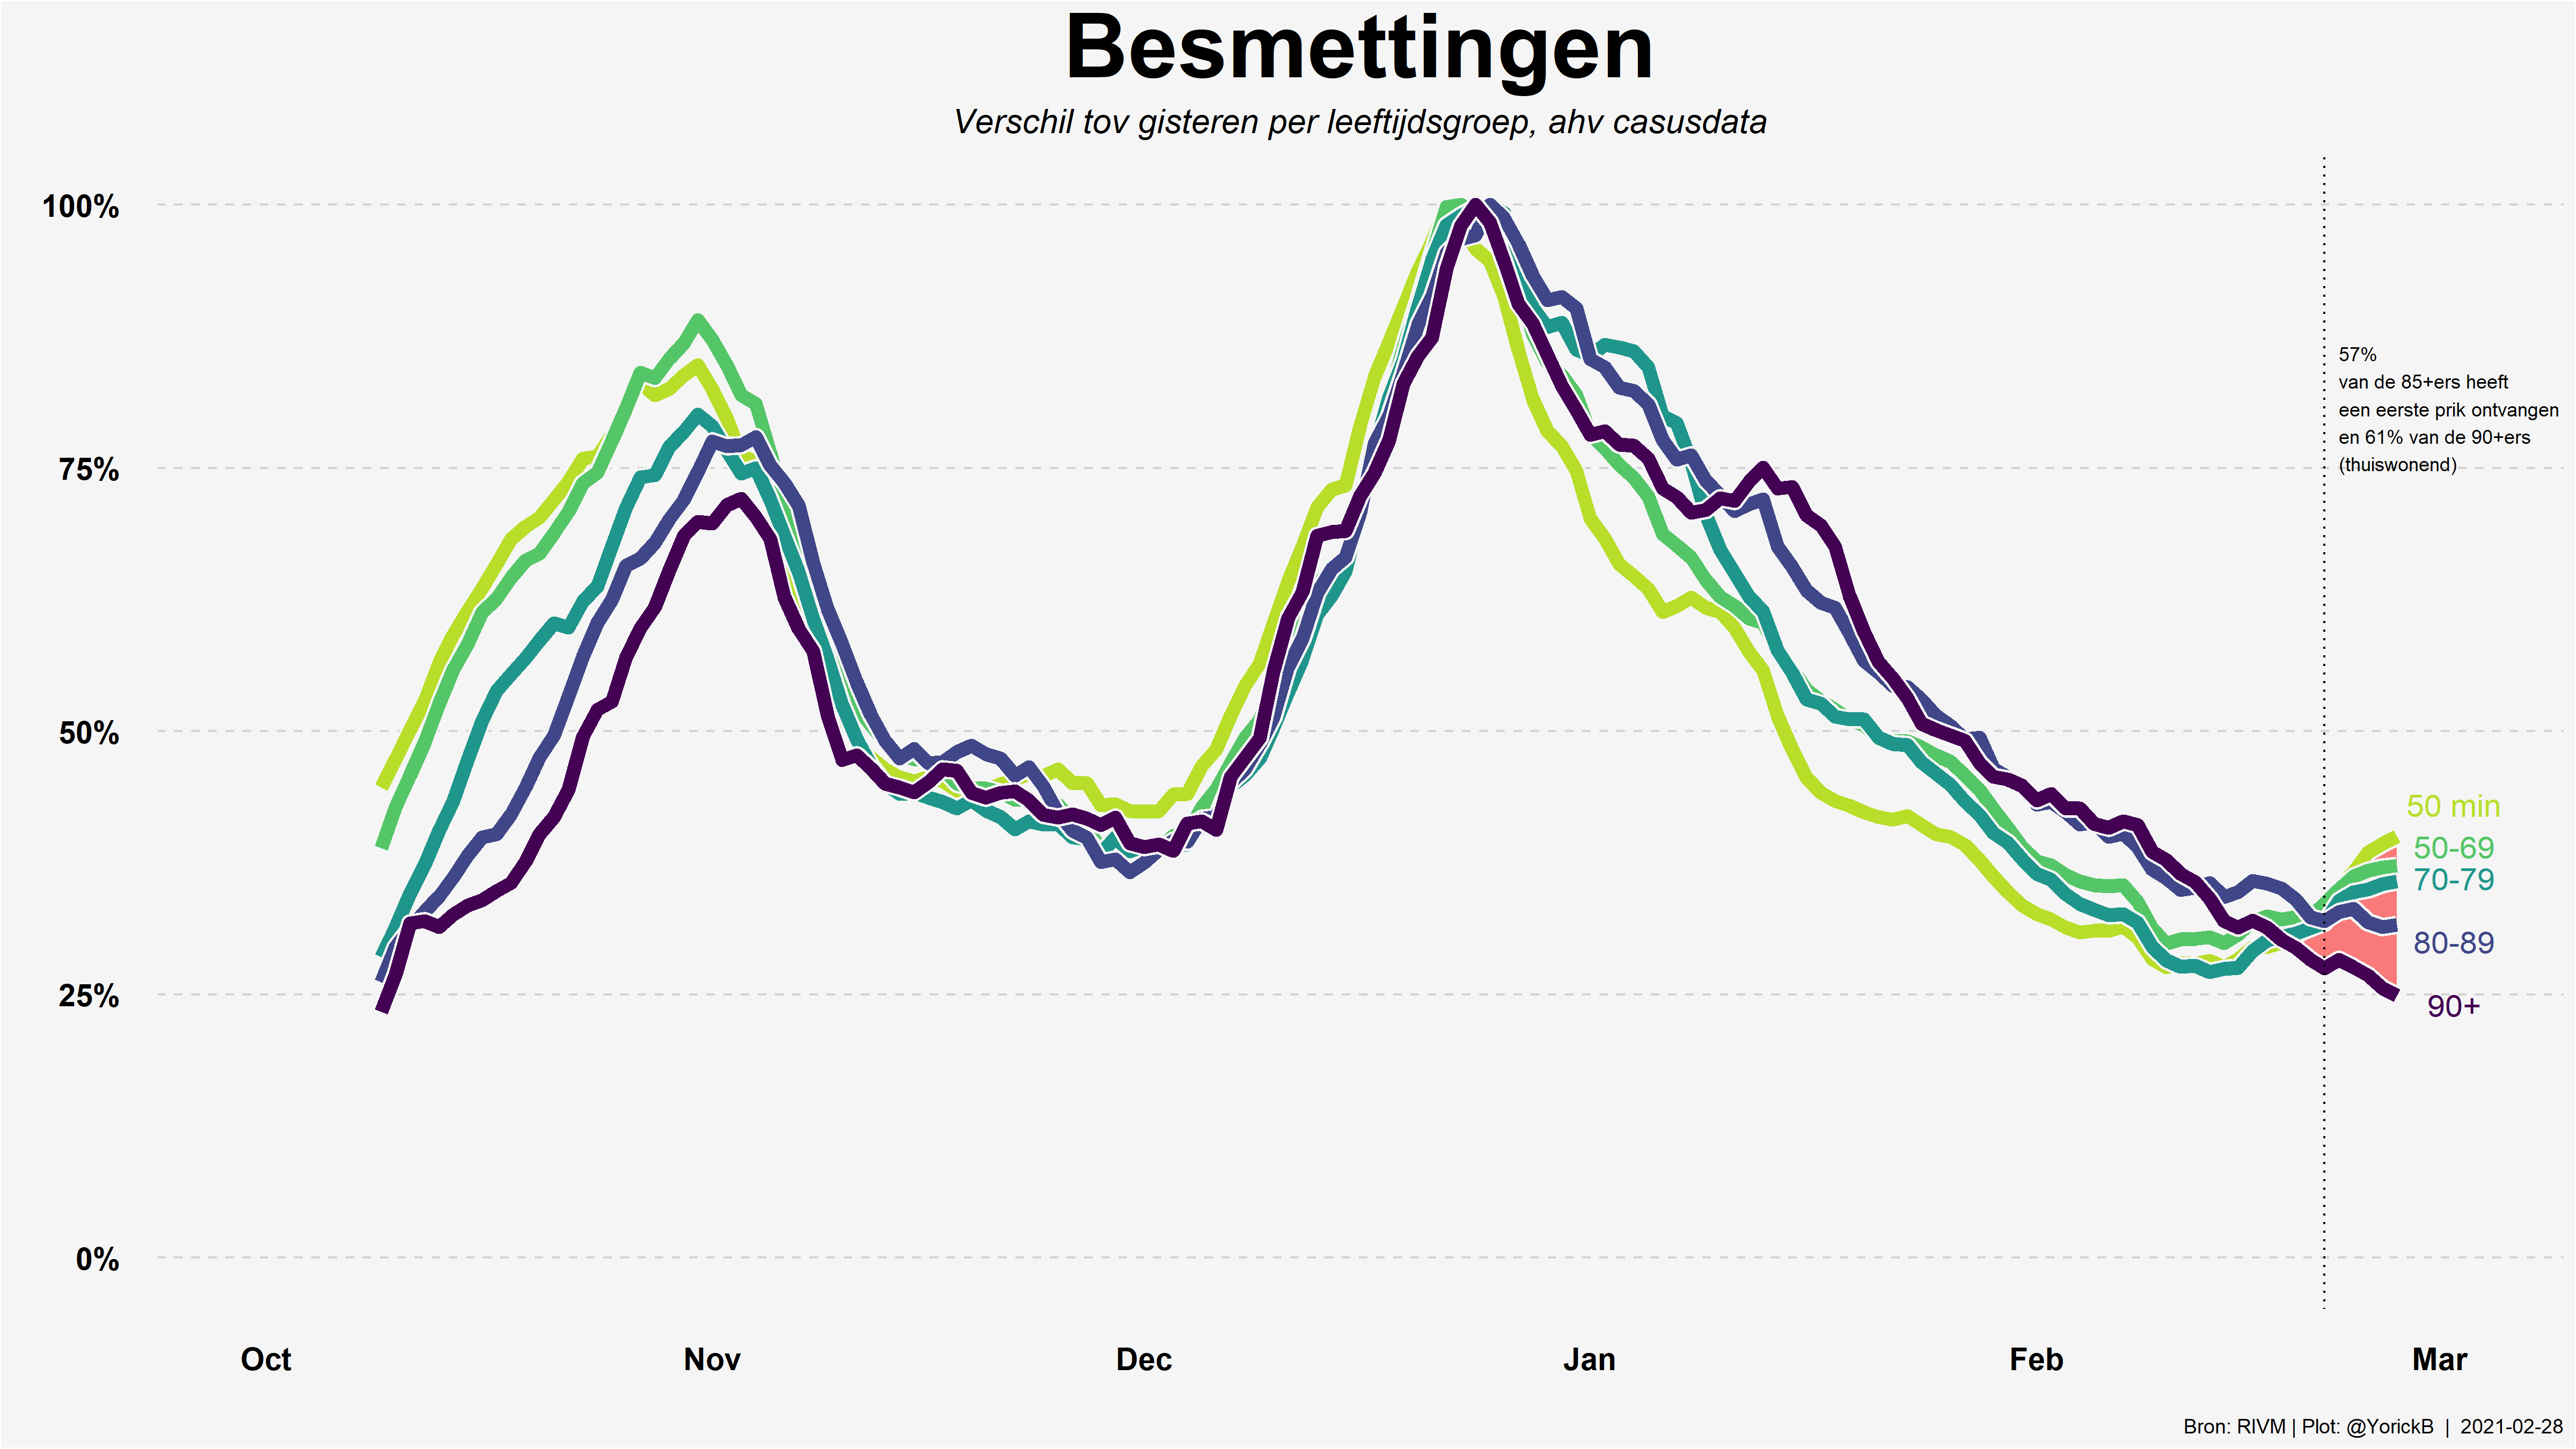 Besmettingen
Verschil tov gisteren per leeftijdsgroep, ahv casusdata
100%
75%
50%
25%
0%
57%
van de 85+ers heeft
een eerste prik ontvangen
en 61% van de 90+ers
(thuiswonend)
50 min
50-69
70-79
80-89
90+
Oct Nov Dec Jan Feb Mar
Bron: RIVM | Plot: @YorickB | 2021-02-28